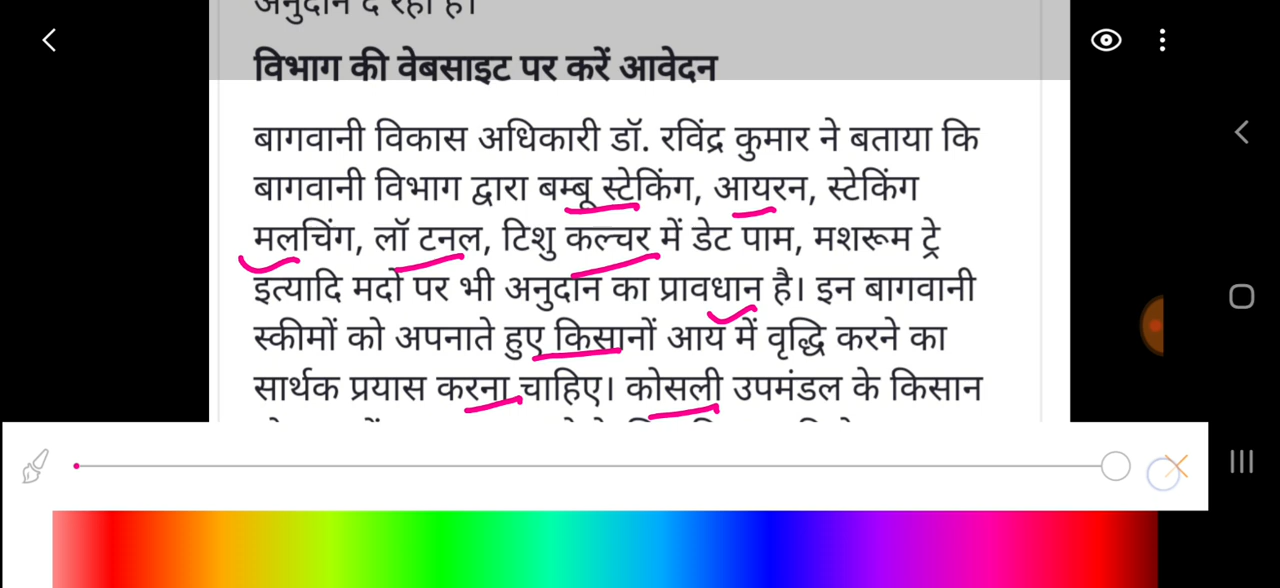 अनुदान दे रहा है।
विभाग की वेबसाइट पर करें आवेदन
बागवानी विकास अधिकारी डॉ. रविंद्र कुमार ने बताया कि
बागवानी विभाग द्वारा बम्बू स्टेकिंग, आयरन, स्टेकिंग
मलचिंग, लॉ टनल, टिशु कल्चर में डेट पाम, मशरूम ट्रे
इत्यादि मदों पर भी अनुदान का प्रावधान है। इन बागवानी
स्कीमों को अपनाते हुए किसानों आय में वृद्धि करने का
सार्थक प्रयास करना चाहिए। कोसली उपमंडल के किसान